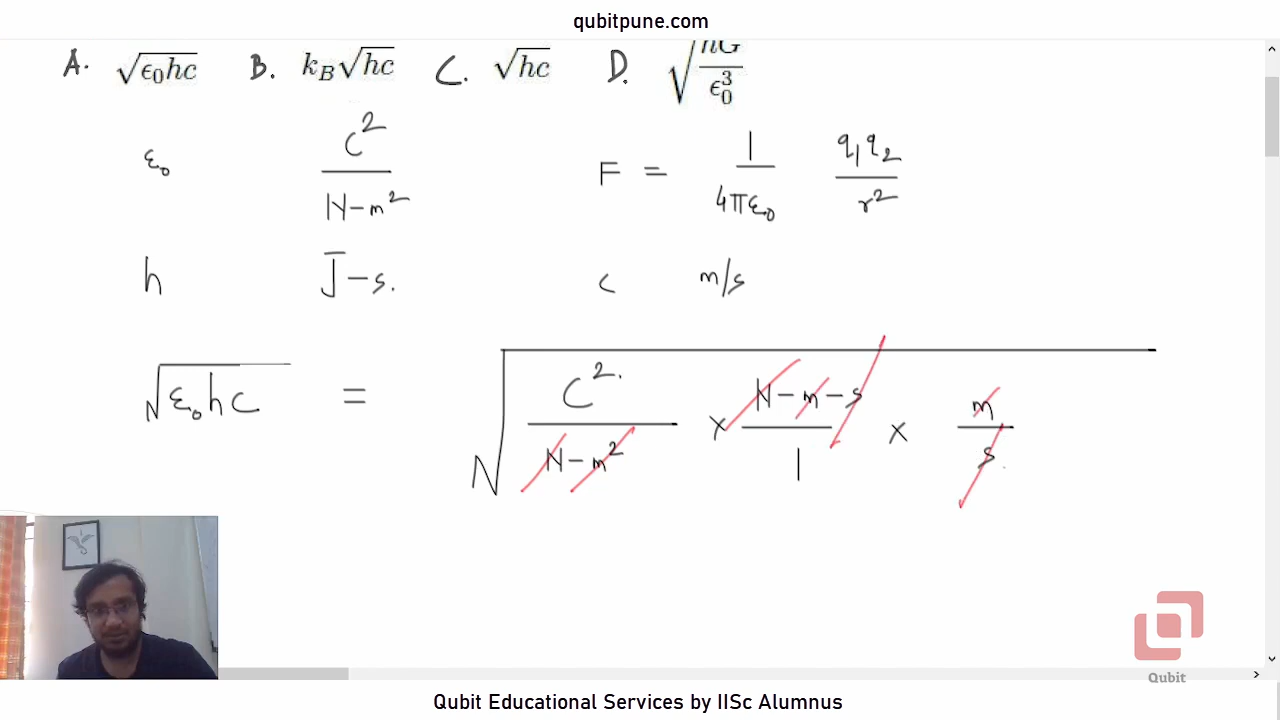 qubitpune.com
A. √ϵ₀hc B. k_B√hc C. √hc D. √(hG/ϵ₀³)
ε₀ C²/N-m² F = 1/4πε₀ q₁q₂/r²
h J-s. c m/s
√ε₀hc = √(C²/N-m² × N-m-s/1 × m/s)
Qubit
Qubit Educational Services by IISc Alumnus